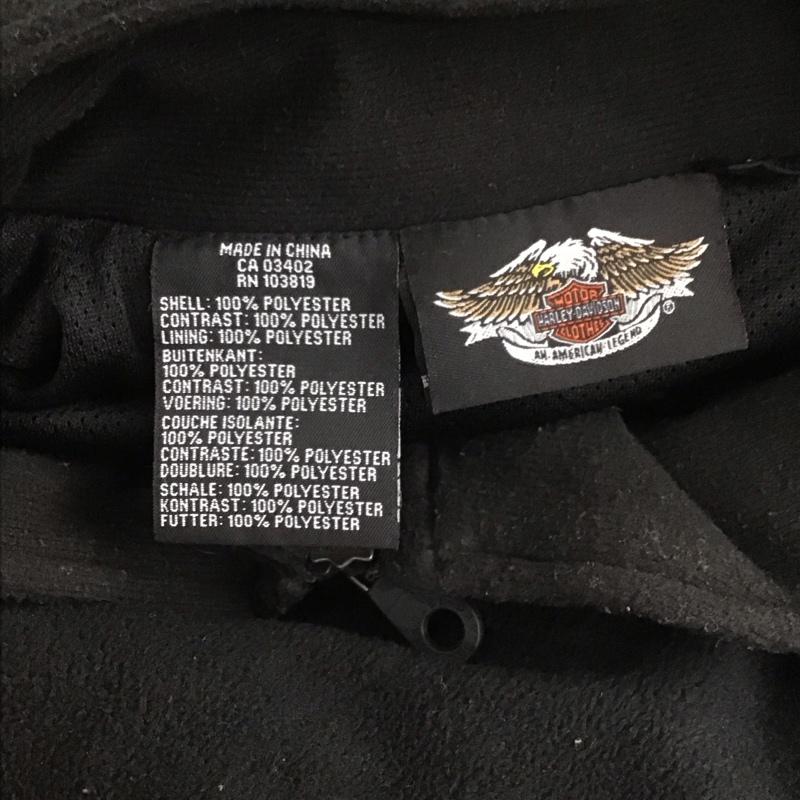 MADE IN CHINA
CA 03402
RN 103819
SHELL: 100% POLYESTER
CONTRAST: 100% POLYESTER
LINING: 100% POLYESTER
BUITENKANT:
100% POLYESTER
CONTRAST: 100% POLYESTER
VOERING: 100% POLYESTER
COUCHE ISOLANTE:
100% POLYESTER
CONTRASTE: 100% POLYESTER
DOUBLURE: 100% POLYESTER
SCHALE: 100% POLYESTER
KONTRAST: 100% POLYESTER
FUTTER: 100% POLYESTER
MOTOR
HARLEY-DAVIDSON
CLOTHES
®
AN AMERICAN LEGEND